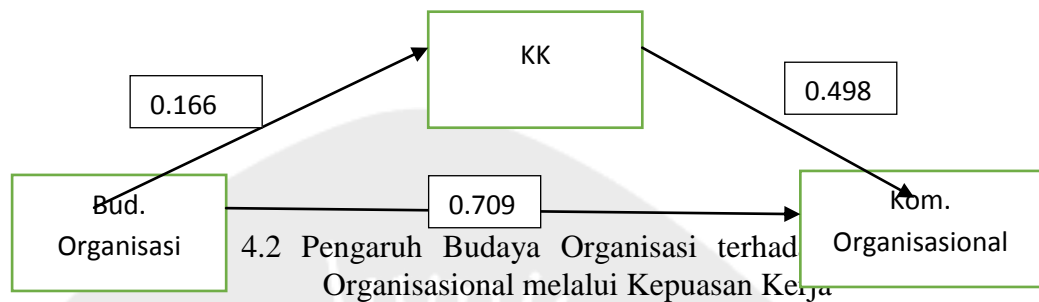 KK
0.166
0.498
Bud.
Organisasi
0.709
Kom.
Organisasional
4.2 Pengaruh Budaya Organisasi terhada
Organisasional melalui Kepuasan Kerja